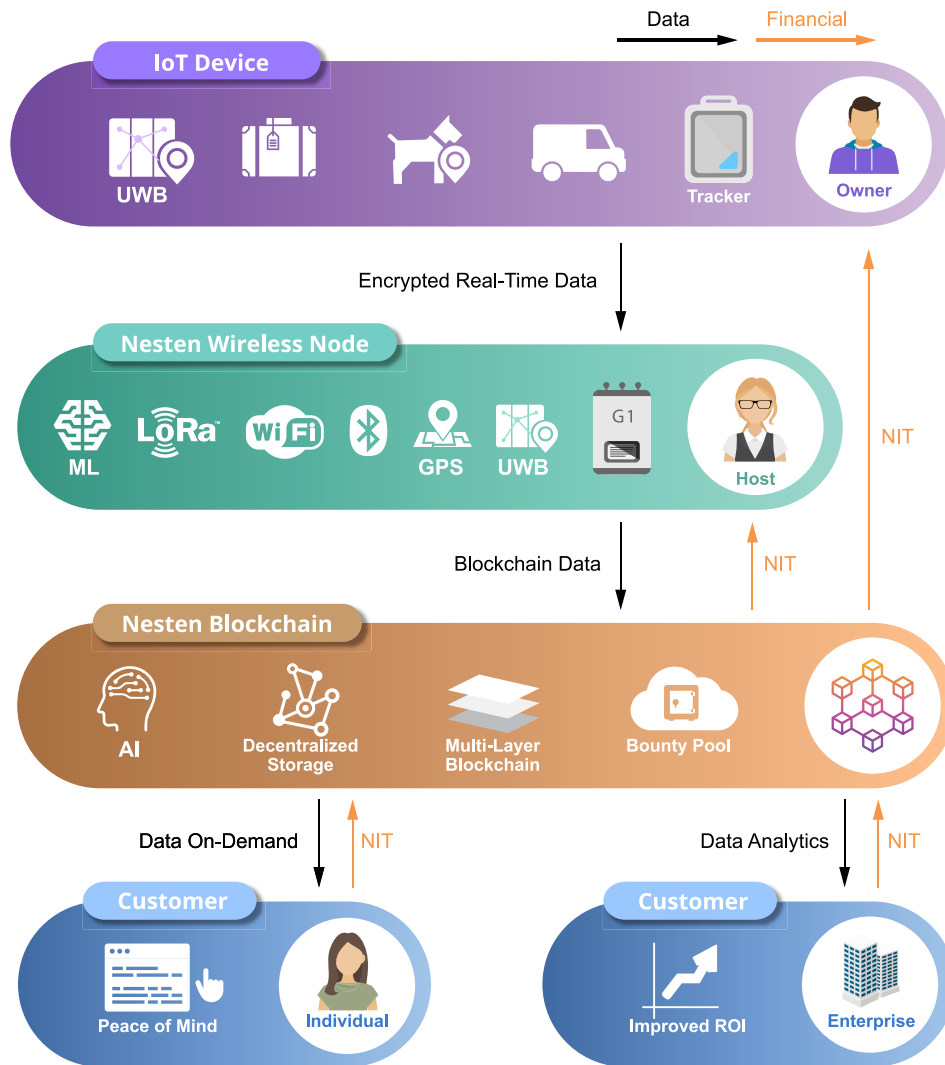 Data
Financial
IoT Device
UWB
Tracker
Owner
Encrypted Real-Time Data
Nesten Wireless Node
ML
LoRa™
WiFi
GPS
UWB
G1
Host
NIT
Blockchain Data
NIT
Nesten Blockchain
AI
Decentralized
Storage
Multi-Layer
Blockchain
Bounty Pool
Data On-Demand
NIT
Data Analytics
NIT
Customer
Peace of Mind
Individual
Customer
Improved ROI
Enterprise